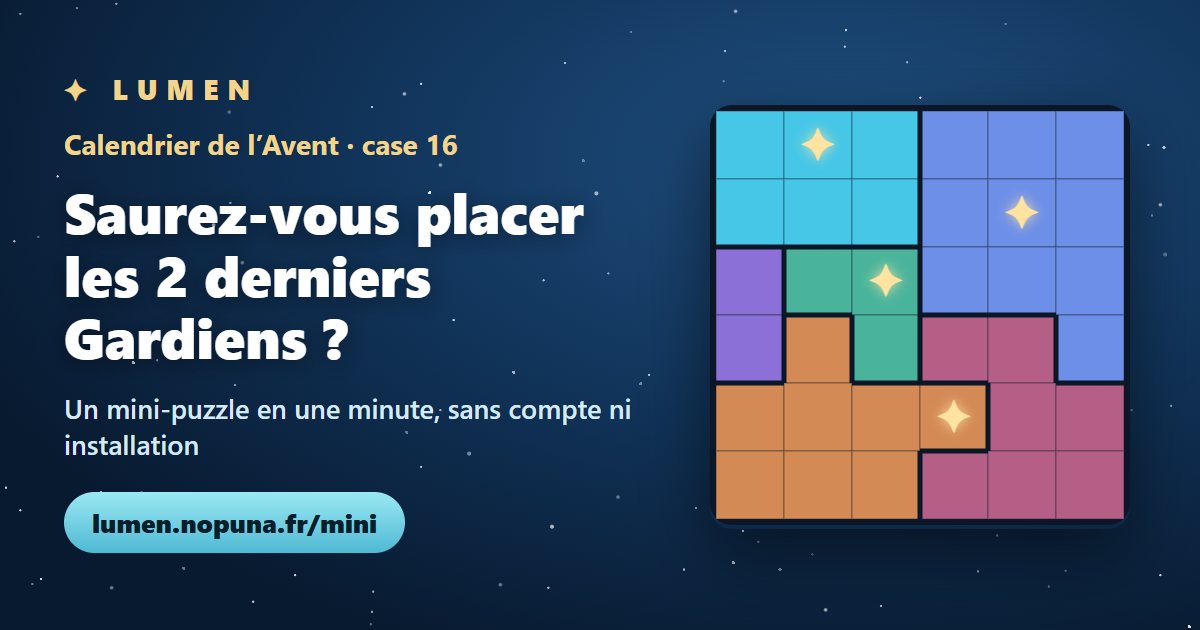 LUMEN
Calendrier de l’Avent · case 16
Saurez-vous placer
les 2 derniers
Gardiens ?
Un mini-puzzle en une minute, sans compte ni
installation
lumen.nopuna.fr/mini